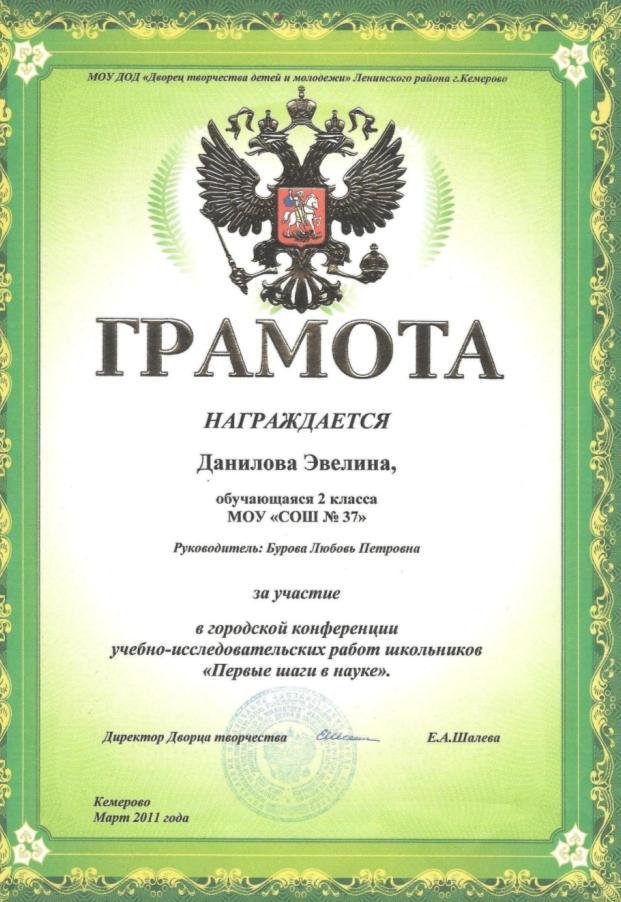 МОУ ДОД «Дворец творчества детей и молодежи» Ленинского района г.Кемерово
ГРАМОТА
НАГРАЖДАЕТСЯ
Данилова Эвелина,
обучающаяся 2 класса
МОУ «СОШ № 37»
Руководитель: Бурова Любовь Петровна
за участие
в городской конференции
учебно-исследовательских работ школьников
«Первые шаги в науке».
Директор Дворца творчества Е.А.Шалева
Кемерово
Март 2011 года